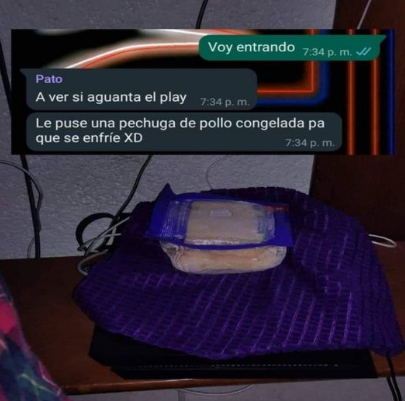 Voy entrando 7:34 p. m.
Pato
A ver si aguanta el play 7:34 p. m.
Le puse una pechuga de pollo congelada pa
que se enfríe XD
7:34 p. m.